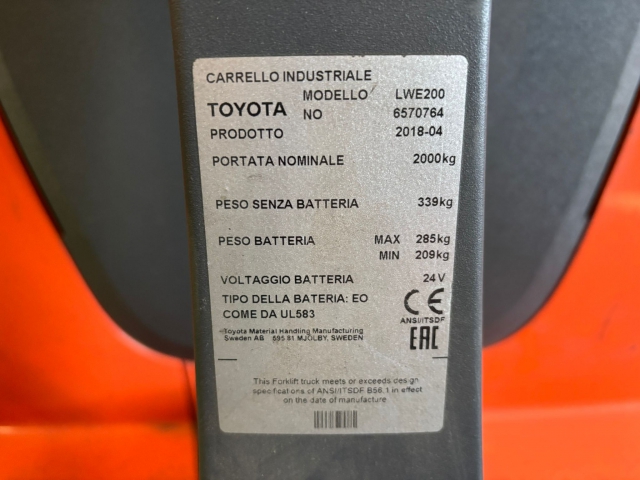 CARRELLO INDUSTRIALE
MODELLO LWE200
TOYOTA NO 6570764
PRODOTTO 2018-04
PORTATA NOMINALE 2000kg
PESO SENZA BATTERIA 339kg
PESO BATTERIA MAX 285kg
MIN 209kg
VOLTAGGIO BATTERIA 24V
TIPO DELLA BATERIA: EO
COME DA UL583
CE
ANSI/ITSDF
Toyota Material Handling Manufacturing
Sweden AB 595 81 MJÖLBY, SWEDEN
EAC
This Forklift truck meets or exceeds design
specifications of ANSI/ITSDF B56.1 in effect
on the date of manufacture